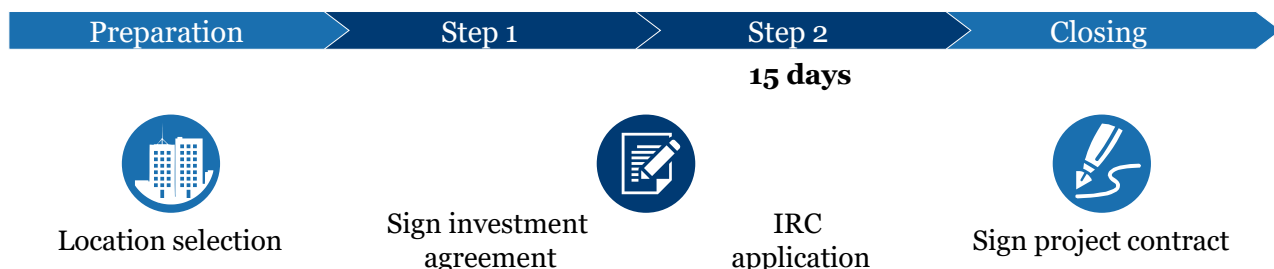 Preparation
Step 1
Step 2
Closing
15 days
Location selection
Sign investment
agreement
IRC
application
Sign project contract